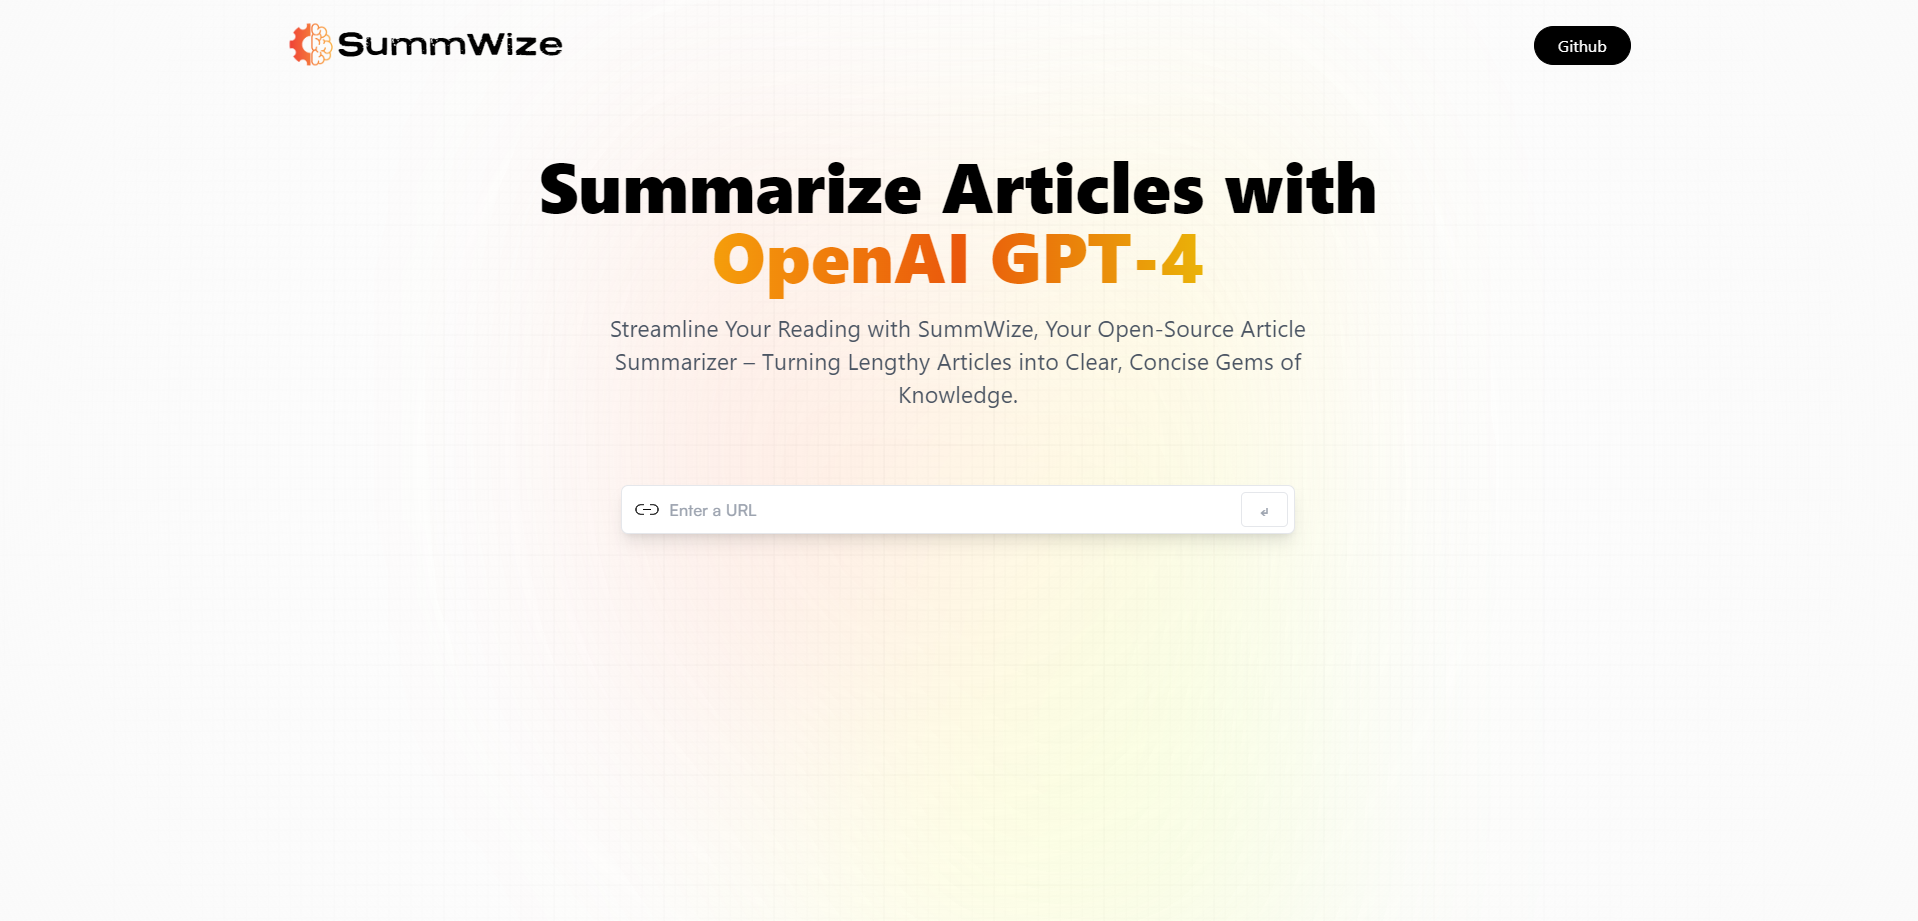 SummWize
Github
Summarize Articles with
OpenAI GPT-4
Streamline Your Reading with SummWize, Your Open-Source Article
Summarizer – Turning Lengthy Articles into Clear, Concise Gems of
Knowledge.
Enter a URL
↵